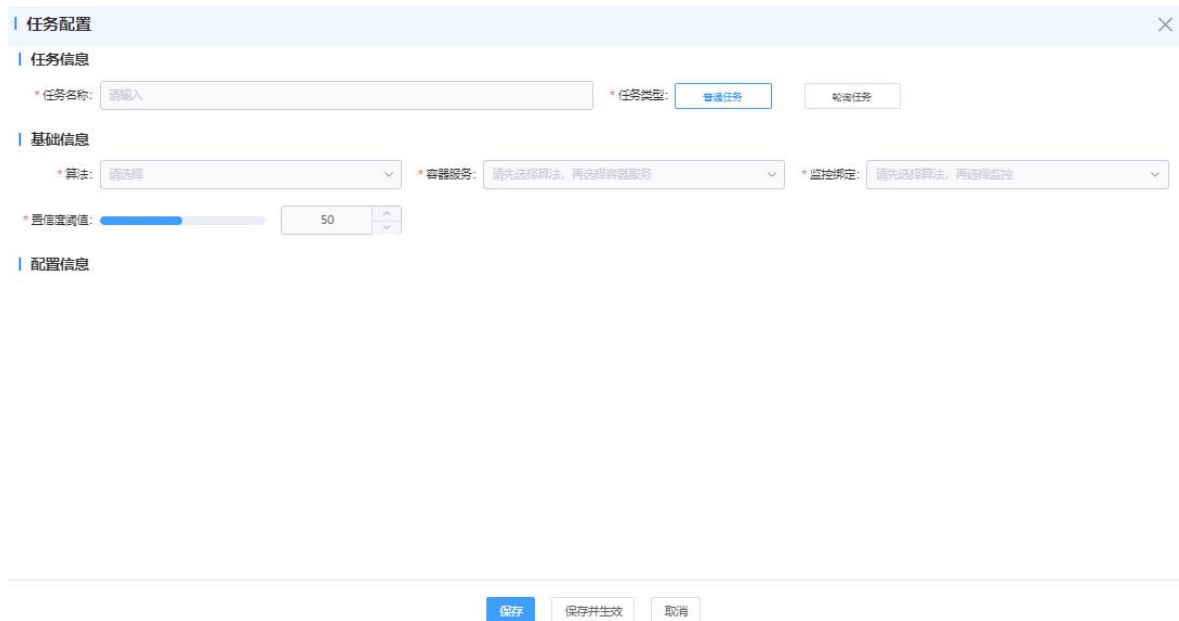 任务配置
任务信息
*任务名称: 请输入 *任务类型: 普通任务 轮询任务
基础信息
*算法: 请选择 *容器服务: 请先选择算法，再选择容器服务 *监控绑定: 请先选择算法，再选择监控
*置信度阈值: 50
配置信息
保存 保存并生效 取消